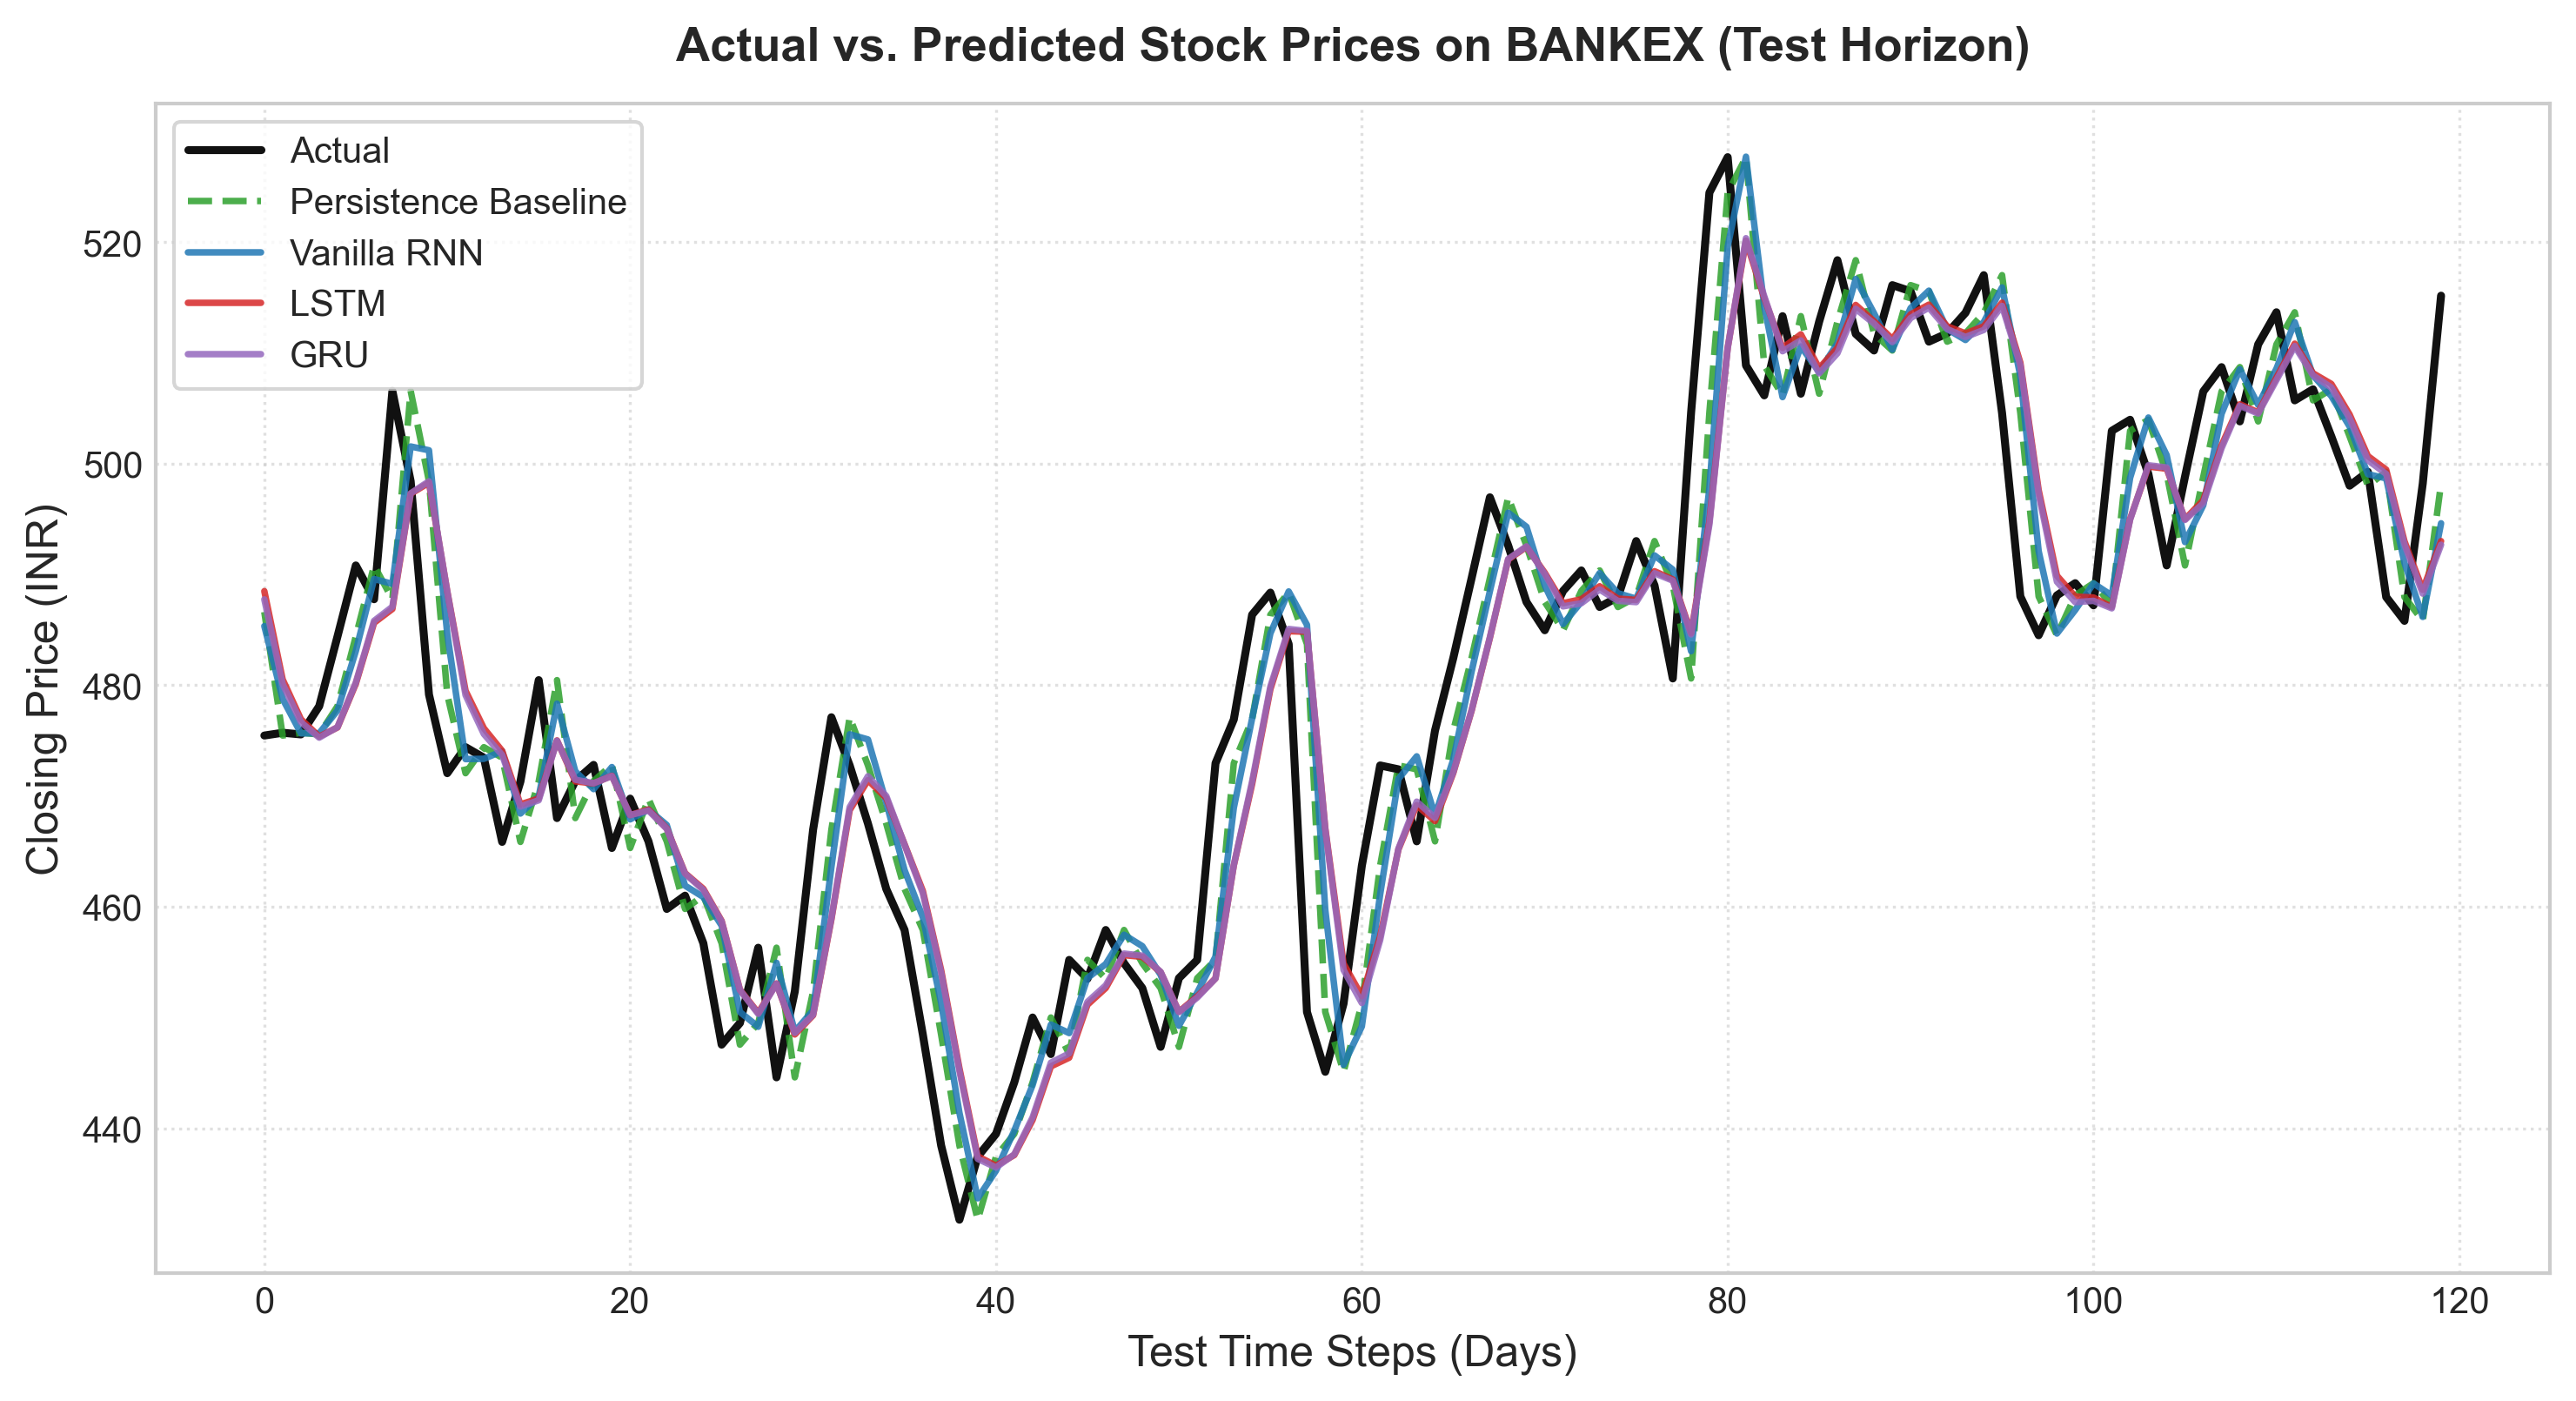 Actual vs. Predicted Stock Prices on BANKEX (Test Horizon)
Actual
Persistence Baseline
Vanilla RNN
LSTM
GRU
Closing Price (INR)
520
500
480
460
440
0 20 40 60 80 100 120
Test Time Steps (Days)